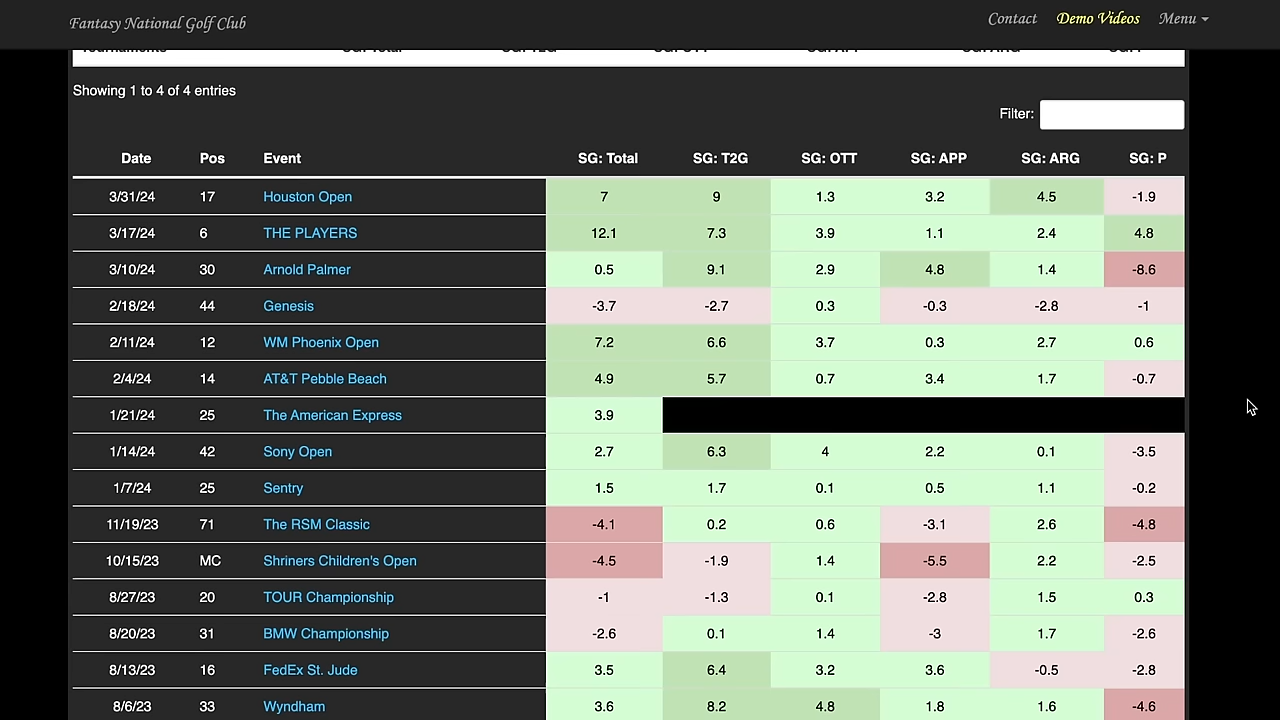 Fantasy National Golf Club Contact Demo Videos Menu
Showing 1 to 4 of 4 entries
Filter:
Date Pos Event SG: Total SG: T2G SG: OTT SG: APP SG: ARG SG: P
3/31/24 17 Houston Open 7 9 1.3 3.2 4.5 -1.9
3/17/24 6 THE PLAYERS 12.1 7.3 3.9 1.1 2.4 4.8
3/10/24 30 Arnold Palmer 0.5 9.1 2.9 4.8 1.4 -8.6
2/18/24 44 Genesis -3.7 -2.7 0.3 -0.3 -2.8 -1
2/11/24 12 WM Phoenix Open 7.2 6.6 3.7 0.3 2.7 0.6
2/4/24 14 AT&T Pebble Beach 4.9 5.7 0.7 3.4 1.7 -0.7
1/21/24 25 The American Express 3.9
1/14/24 42 Sony Open 2.7 6.3 4 2.2 0.1 -3.5
1/7/24 25 Sentry 1.5 1.7 0.1 0.5 1.1 -0.2
11/19/23 71 The RSM Classic -4.1 0.2 0.6 -3.1 2.6 -4.8
10/15/23 MC Shriners Children's Open -4.5 -1.9 1.4 -5.5 2.2 -2.5
8/27/23 20 TOUR Championship -1 -1.3 0.1 -2.8 1.5 0.3
8/20/23 31 BMW Championship -2.6 0.1 1.4 -3 1.7 -2.6
8/13/23 16 FedEx St. Jude 3.5 6.4 3.2 3.6 -0.5 -2.8
8/6/23 33 Wyndham 3.6 8.2 4.8 1.8 1.6 -4.6